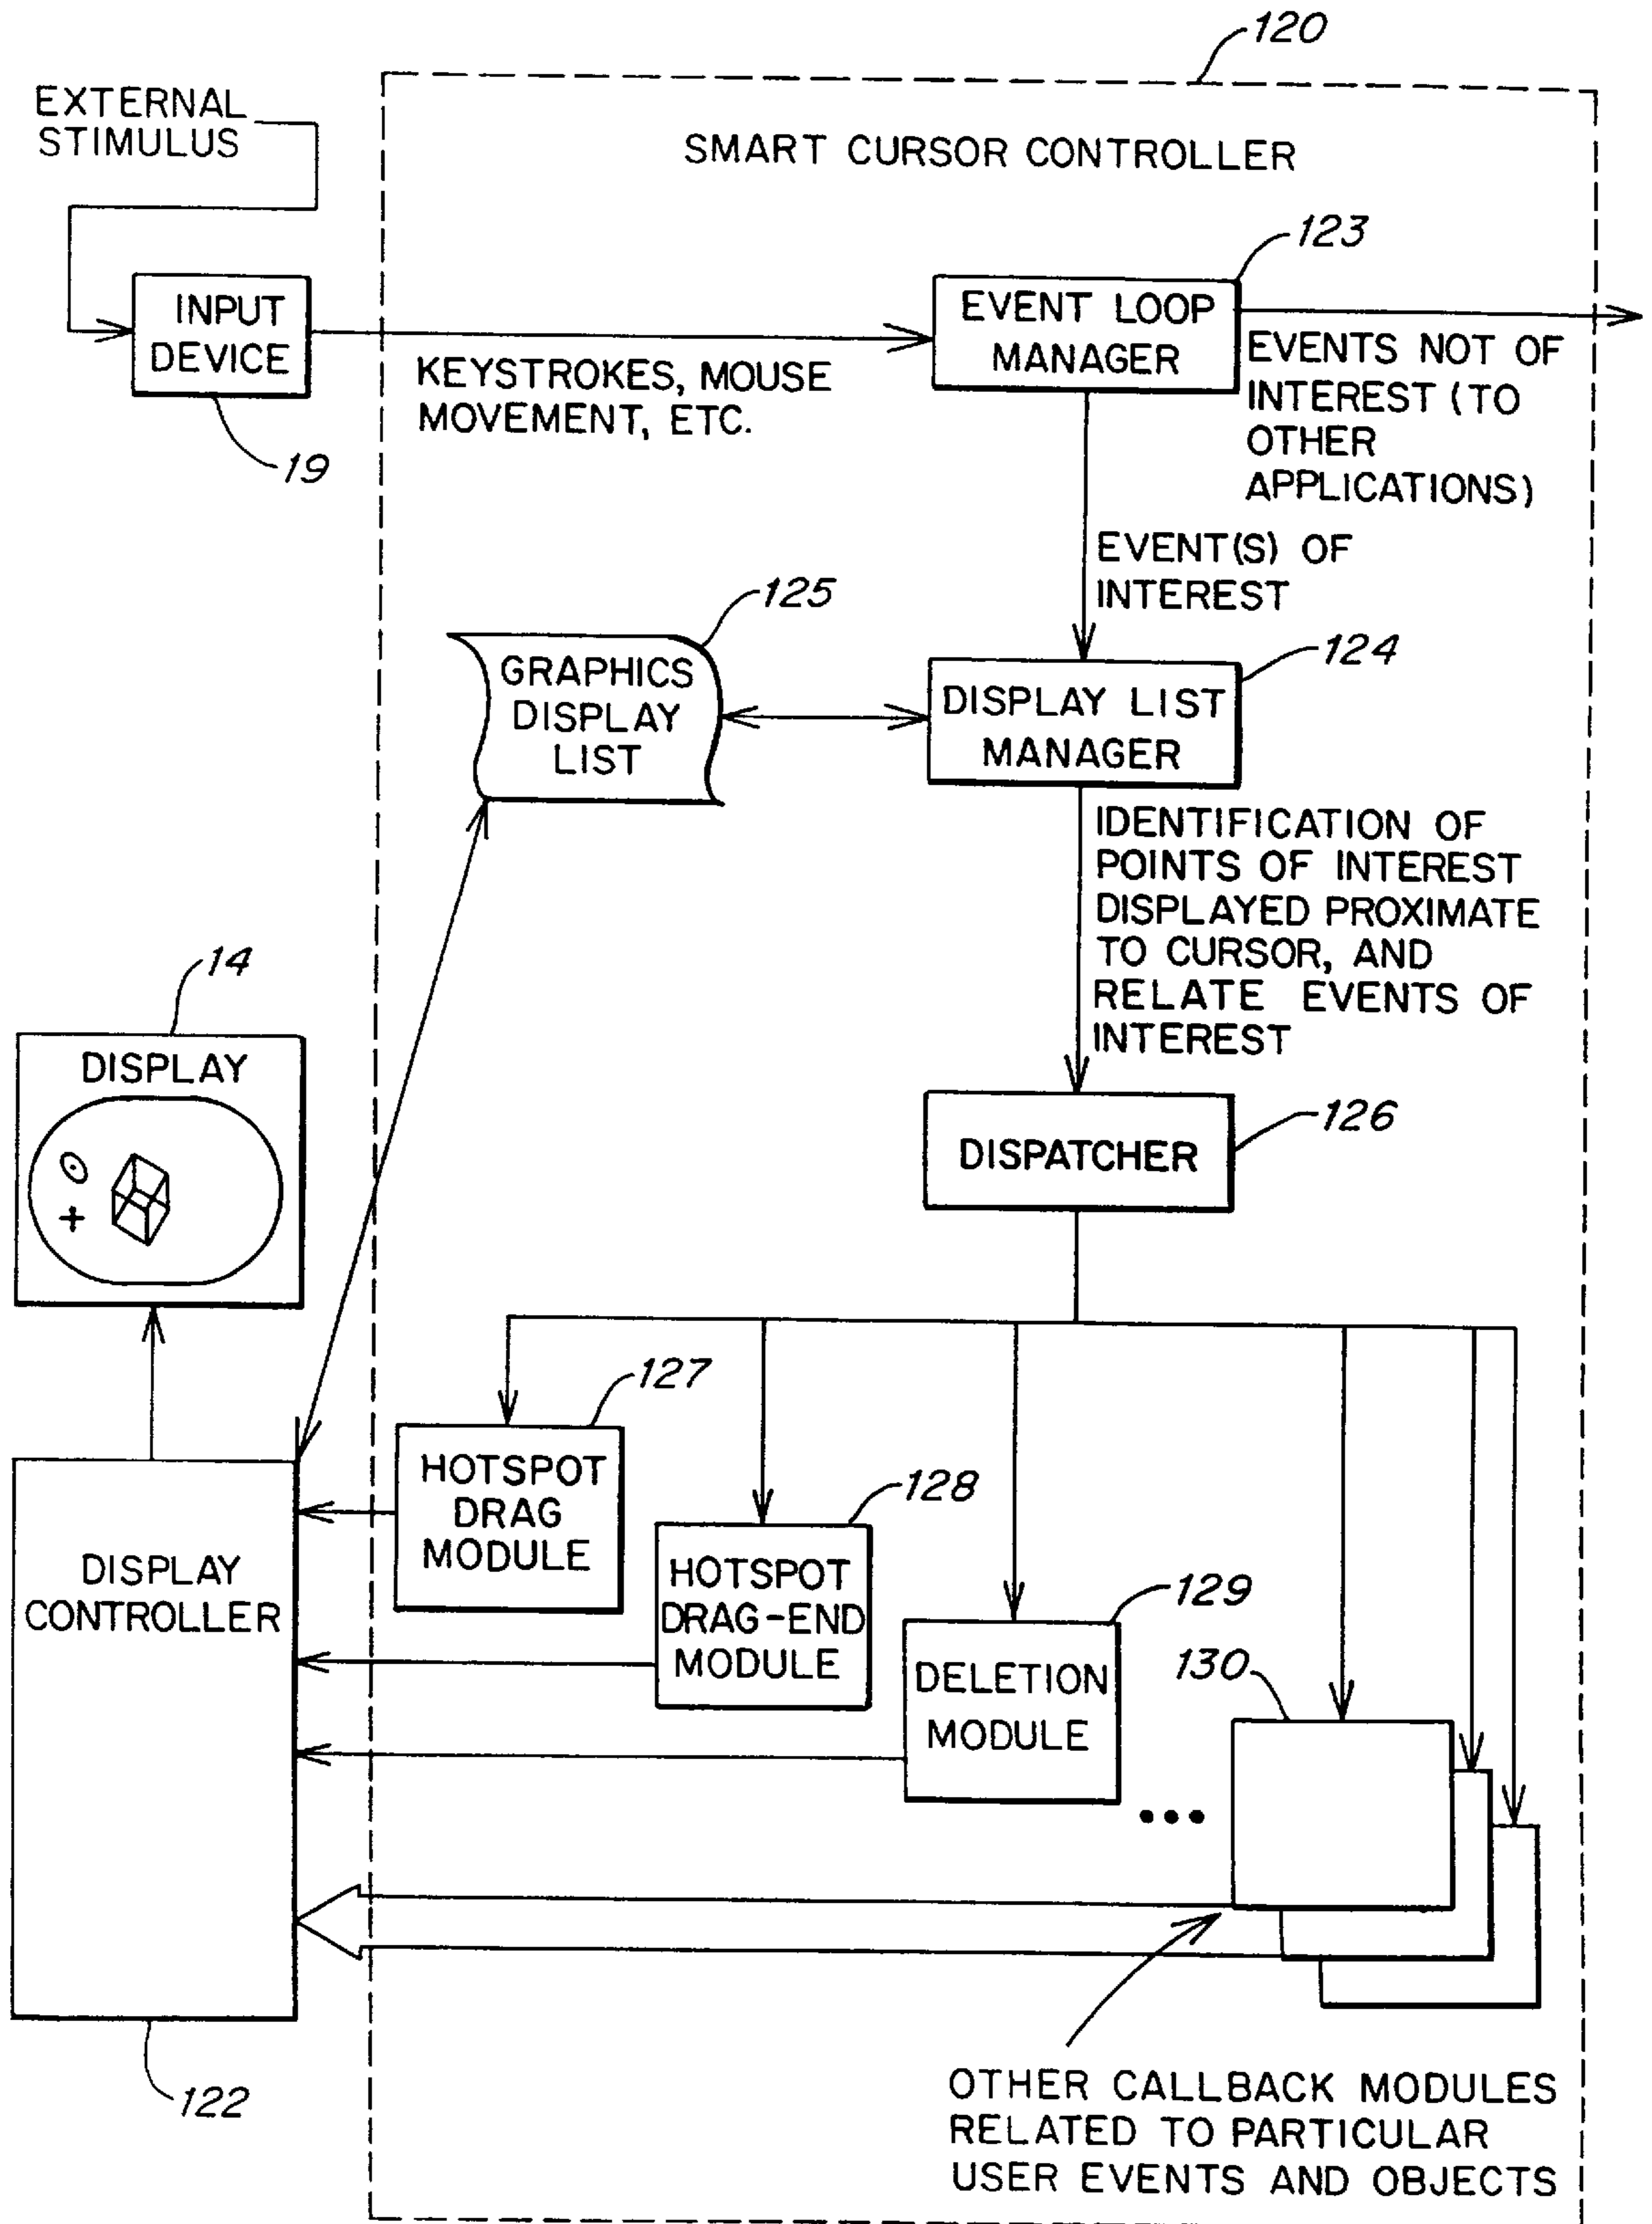 120
EXTERNAL
STIMULUS
SMART CURSOR CONTROLLER
123
INPUT
DEVICE
19
KEYSTROKES, MOUSE
MOVEMENT, ETC.
EVENT LOOP
MANAGER
EVENTS NOT OF
INTEREST (TO
OTHER
APPLICATIONS)
EVENT(S) OF
INTEREST
125
GRAPHICS
DISPLAY
LIST
124
DISPLAY LIST
MANAGER
IDENTIFICATION OF
POINTS OF INTEREST
DISPLAYED PROXIMATE
TO CURSOR, AND
RELATE EVENTS OF
INTEREST
14
DISPLAY
126
DISPATCHER
127
HOTSPOT
DRAG
MODULE
128
HOTSPOT
DRAG-END
MODULE
129
DELETION
MODULE
130
•••
DISPLAY
CONTROLLER
122
OTHER CALLBACK MODULES
RELATED TO PARTICULAR
USER EVENTS AND OBJECTS